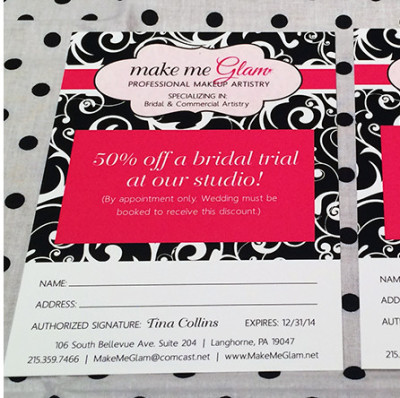 make me Glam
PROFESSIONAL MAKEUP ARTISTRY
SPECIALIZING IN:
Bridal & Commercial Artistry
50% off a bridal trial
at our studio!
(By appointment only. Wedding must be
booked to receive this discount.)
NAME:
ADDRESS:
AUTHORIZED SIGNATURE: Tina Collins EXPIRES: 12/31/14
106 South Bellevue Ave. Suite 204 | Langhorne, PA 19047
215.359.7466 | MakeMeGlam@comcast.net | www.MakeMeGlam.net